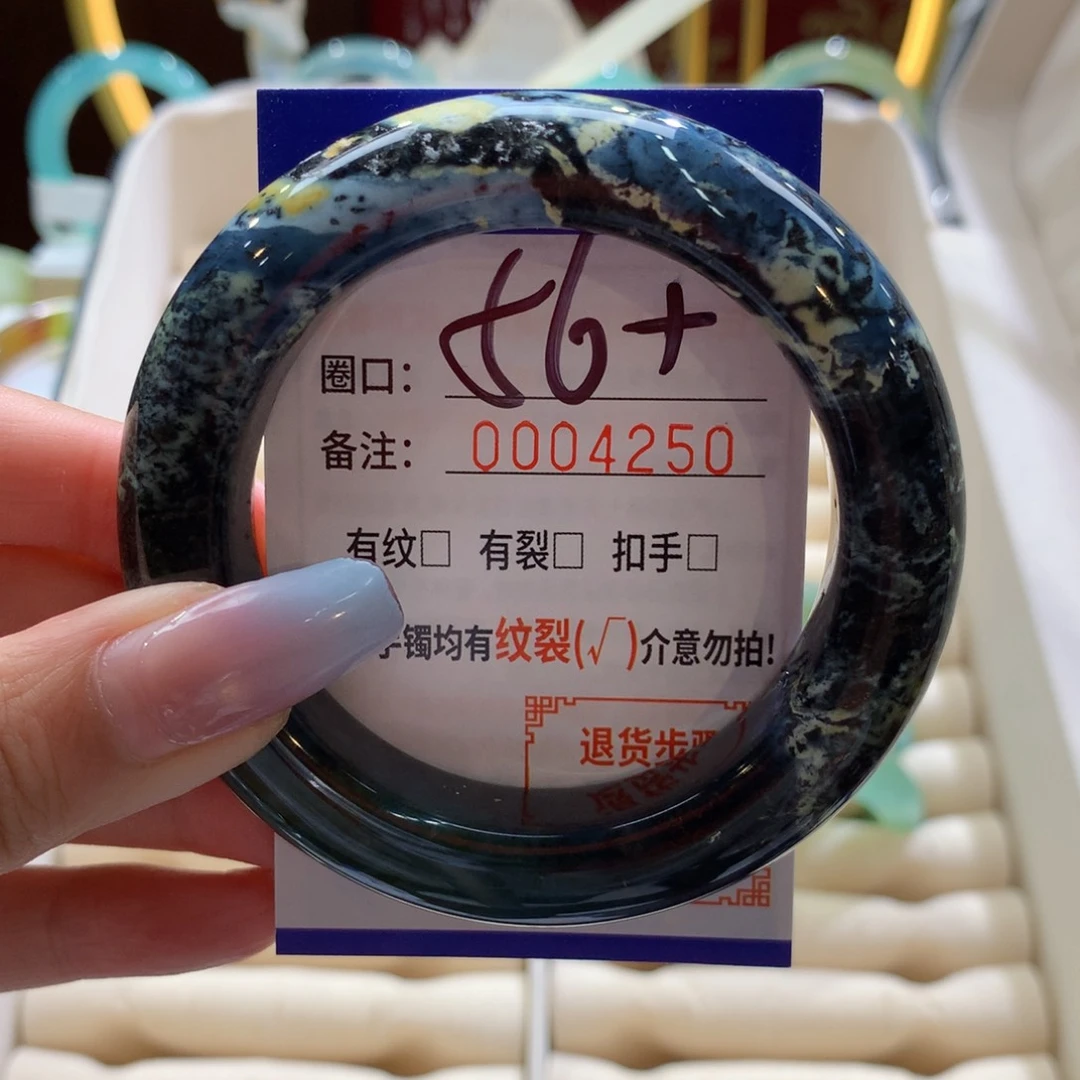 圈口： 56+
备注： 0004250
有纹□ 有裂□ 扣手□
手镯均有纹裂(√)介意勿拍!
退货步骤